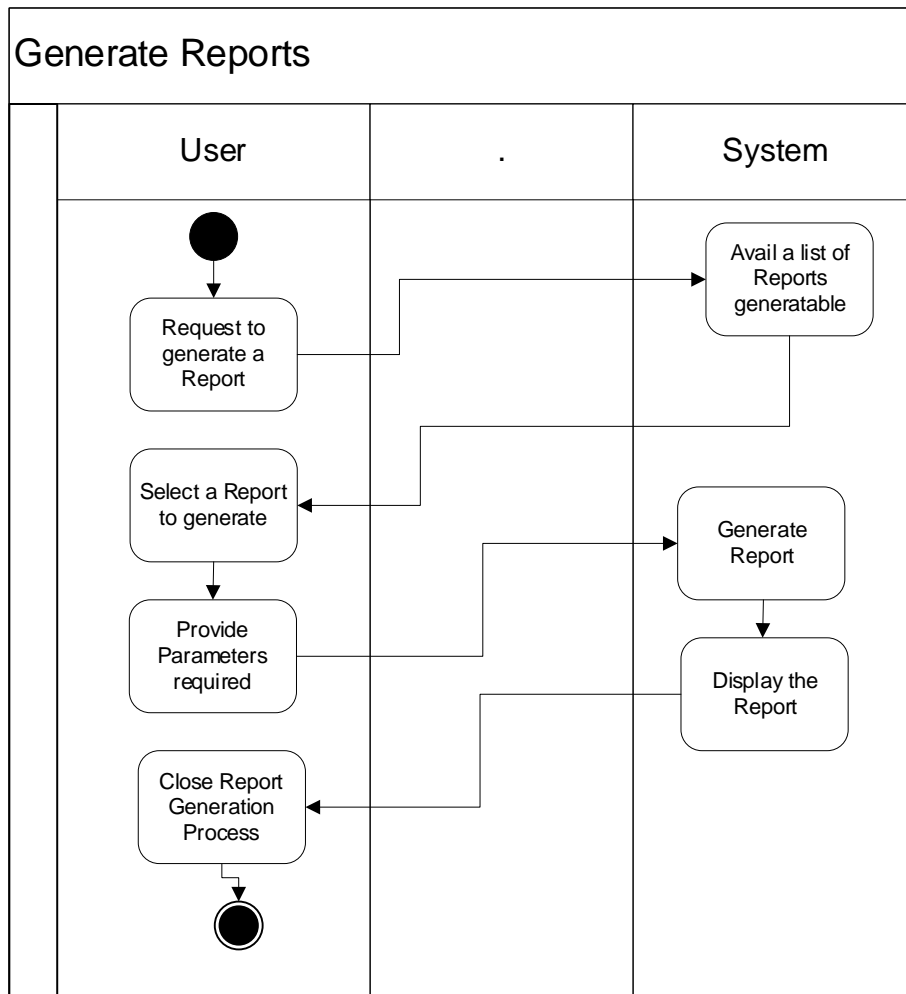 Generate Reports
User
.
System
Avail a list of
Reports
generatable
Request to
generate a
Report
Select a Report
to generate
Generate
Report
Provide
Parameters
required
Display the
Report
Close Report
Generation
Process